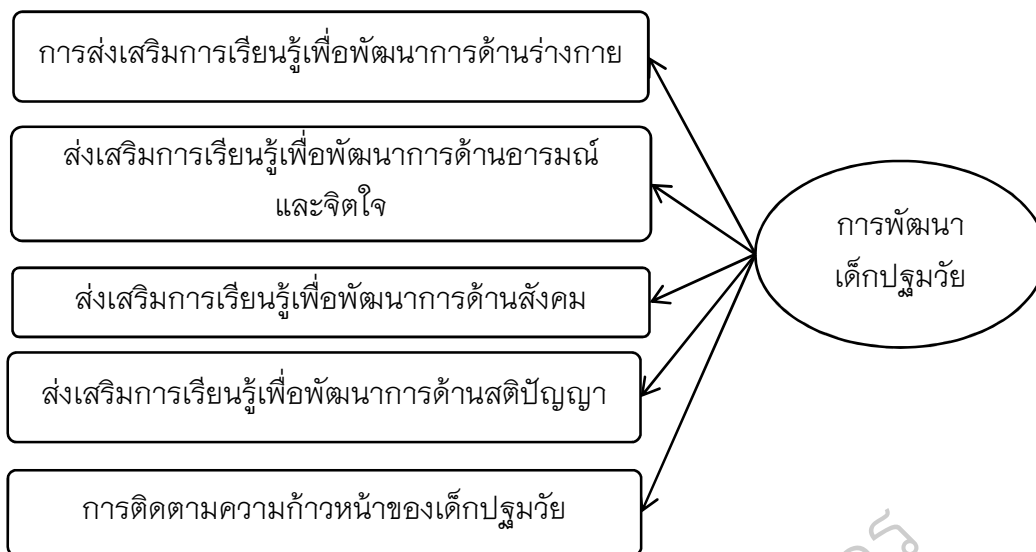 การส่งเสริมการเรียนรู้เพื่อพัฒนาการด้านร่างกาย
ส่งเสริมการเรียนรู้เพื่อพัฒนาการด้านอารมณ์
และจิตใจ
ส่งเสริมการเรียนรู้เพื่อพัฒนาการด้านสังคม
ส่งเสริมการเรียนรู้เพื่อพัฒนาการด้านสติปัญญา
การติดตามความก้าวหน้าของเด็กปฐมวัย
การพัฒนา
เด็กปฐมวัย